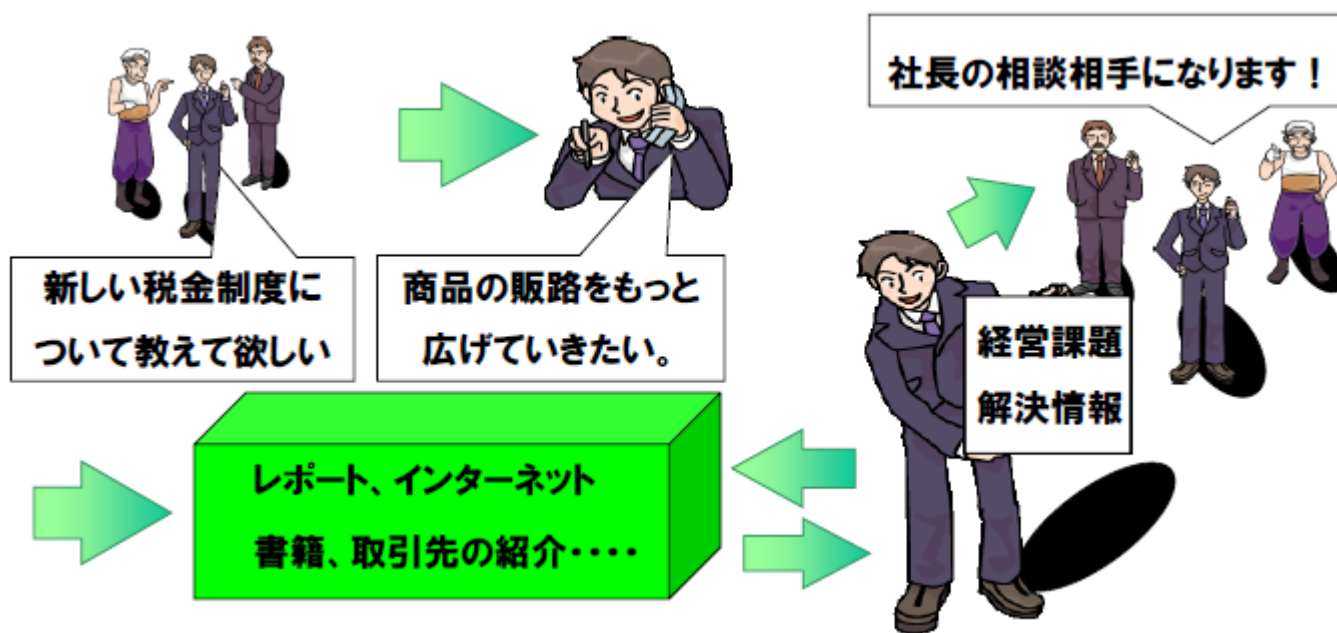 社長の相談相手になります！
新しい税金制度に
ついて教えて欲しい
商品の販路をもっと
広げていきたい。
経営課題
解決情報
レポート、インターネット
書籍、取引先の紹介････